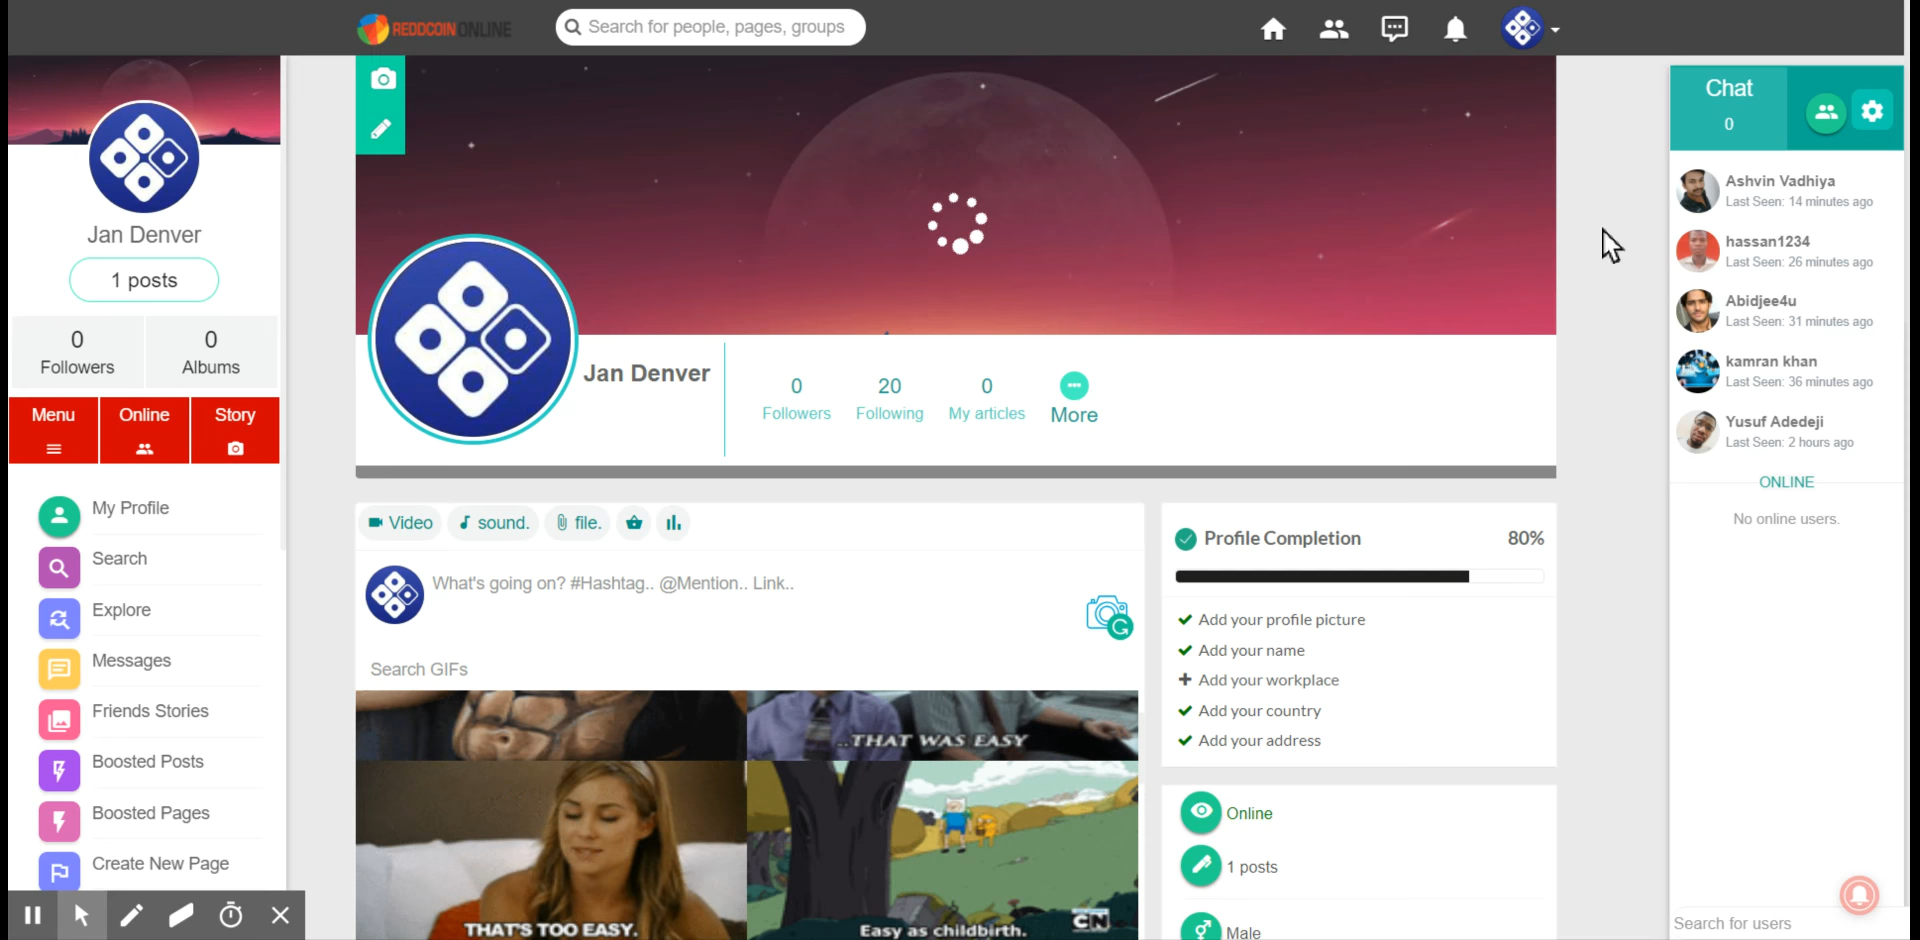 REDDCOIN ONLINE
Search for people, pages, groups
Jan Denver
1 posts
0 Followers
0 Albums
Menu
Online
Story
My Profile
Search
Explore
Messages
Friends Stories
Boosted Posts
Boosted Pages
Create New Page
Jan Denver
0 Followers
20 Following
0 My articles
More
Video
sound.
file.
What's going on? #Hashtag.. @Mention.. Link..
Search GIFs
..THAT WAS EASY
THAT'S TOO EASY.
Easy as childbirth.
CN
Profile Completion 80%
Add your profile picture
Add your name
Add your workplace
Add your country
Add your address
Online
1 posts
Male
Chat
0
Ashvin Vadhiya
Last Seen: 14 minutes ago
hassan1234
Last Seen: 26 minutes ago
Abidjee4u
Last Seen: 31 minutes ago
kamran khan
Last Seen: 36 minutes ago
Yusuf Adedeji
Last Seen: 2 hours ago
ONLINE
No online users.
Search for users